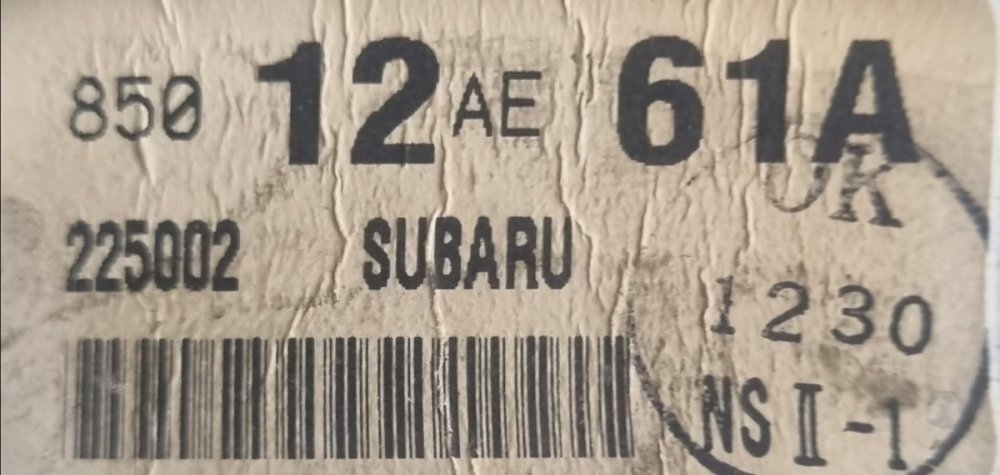 850 12 AE 61A
OK
225002 SUBARU
1230
NS II-1